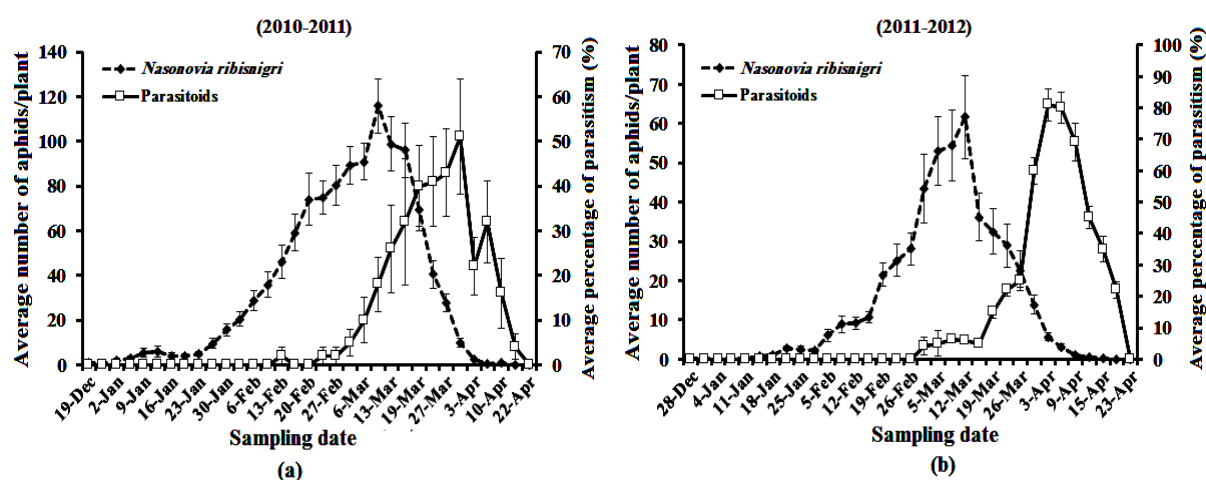 (2010-2011)
Average number of aphids/plant
140
120
100
80
60
40
20
0
Nasonovia ribisnigri
Parasitoids
70
60
50
40
30
20
10
0
Average percentage of parasitism (%)
19-Dec
2-Jan
9-Jan
16-Jan
23-Jan
30-Jan
6-Feb
13-Feb
20-Feb
27-Feb
6-Mar
13-Mar
19-Mar
27-Mar
3-Apr
10-Apr
22-Apr
Sampling date
(a)
(2011-2012)
Average number of aphids/plant
80
70
60
50
40
30
20
10
0
Nasonovia ribisnigri
Parasitoids
100
90
80
70
60
50
40
30
20
10
0
Average percentage of parasitism (%)
28-Dec
4-Jan
11-Jan
18-Jan
25-Jan
5-Feb
12-Feb
19-Feb
26-Feb
5-Mar
12-Mar
19-Mar
26-Mar
3-Apr
9-Apr
15-Apr
23-Apr
Sampling date
(b)